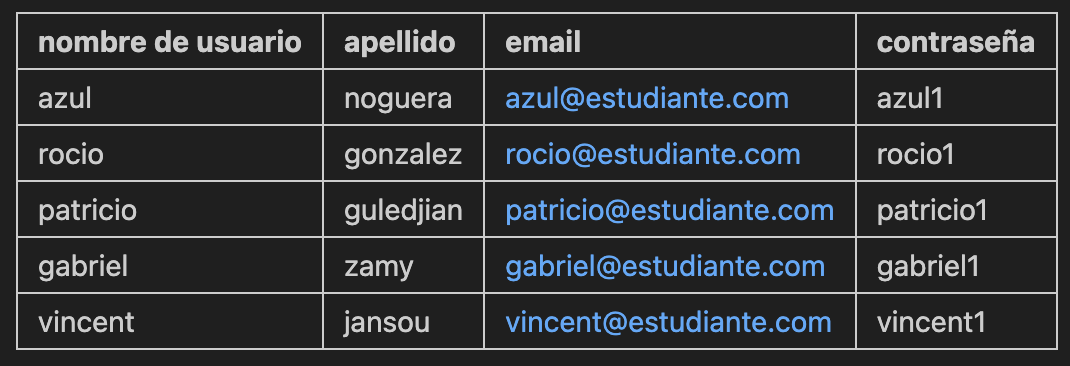 nombre de usuario apellido email contraseña
azul noguera azul@estudiante.com azul1
rocio gonzalez rocio@estudiante.com rocio1
patricio guledjian patricio@estudiante.com patricio1
gabriel zamy gabriel@estudiante.com gabriel1
vincent jansou vincent@estudiante.com vincent1